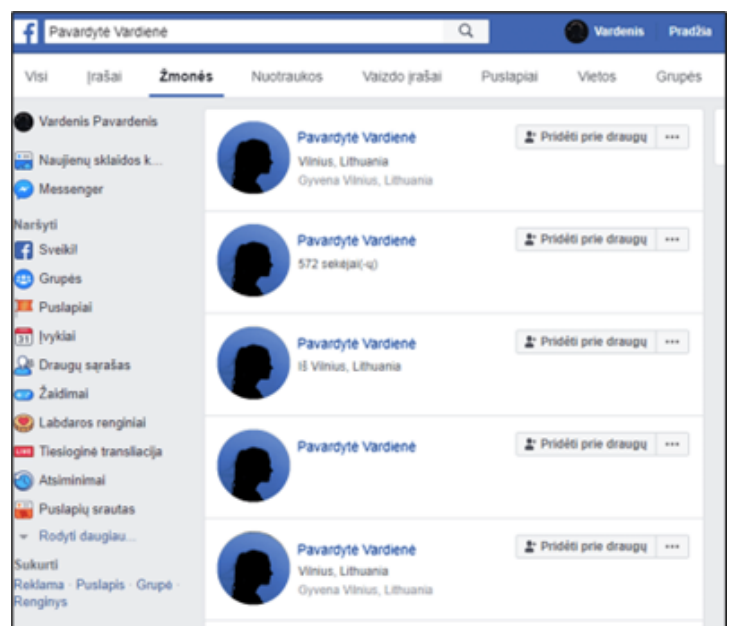 f Pavardytė Vardienė Vardenis Pradžia
Visi Įrašai Žmonės Nuotraukos Vaizdo įrašai Puslapiai Vietos Grupės
Vardenis Pavardenis
Naujienų sklaidos k...
Messenger
Naršyti
Sveiki!
Grupės
Puslapiai
31 Įvykiai
Draugų sąrašas
Žaidimai
Labdaros renginiai
LIVE Tiesioginė transliacija
Atsiminimai
Puslapių srautas
Rodyti daugiau...
Sukurti
Reklama · Puslapis · Grupė ·
Renginys
Pavardytė Vardienė Pridėti prie draugų ...
Vilnius, Lithuania
Gyvena Vilnius, Lithuania
Pavardytė Vardienė Pridėti prie draugų ...
572 sekėjai(-ų)
Pavardytė Vardienė Pridėti prie draugų ...
Iš Vilnius, Lithuania
Pavardytė Vardienė Pridėti prie draugų ...
Pavardytė Vardienė Pridėti prie draugų ...
Vilnius, Lithuania
Gyvena Vilnius, Lithuania